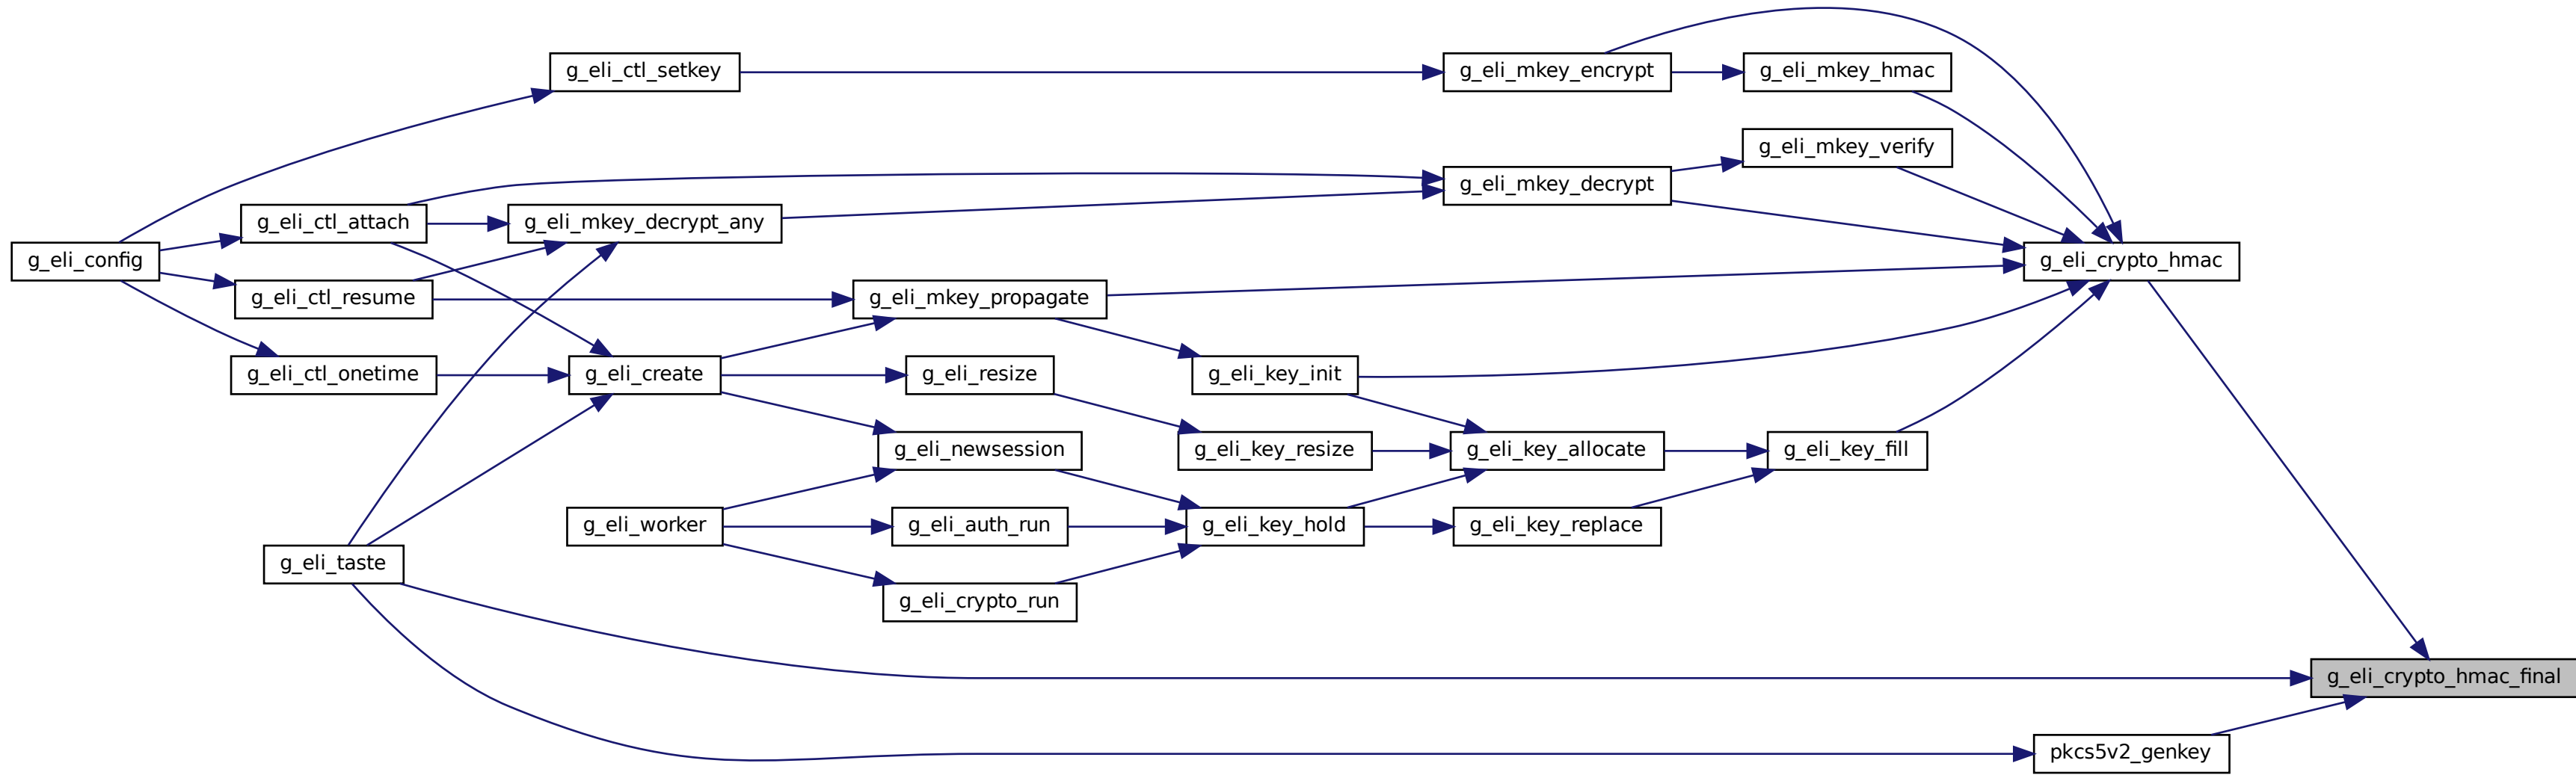 g_eli_ctl_setkey
g_eli_mkey_encrypt
g_eli_mkey_hmac
g_eli_mkey_verify
g_eli_mkey_decrypt
g_eli_ctl_attach
g_eli_mkey_decrypt_any
g_eli_config
g_eli_crypto_hmac
g_eli_ctl_resume
g_eli_mkey_propagate
g_eli_ctl_onetime
g_eli_create
g_eli_resize
g_eli_key_init
g_eli_newsession
g_eli_key_resize
g_eli_key_allocate
g_eli_key_fill
g_eli_worker
g_eli_auth_run
g_eli_key_hold
g_eli_key_replace
g_eli_taste
g_eli_crypto_run
g_eli_crypto_hmac_final
pkcs5v2_genkey